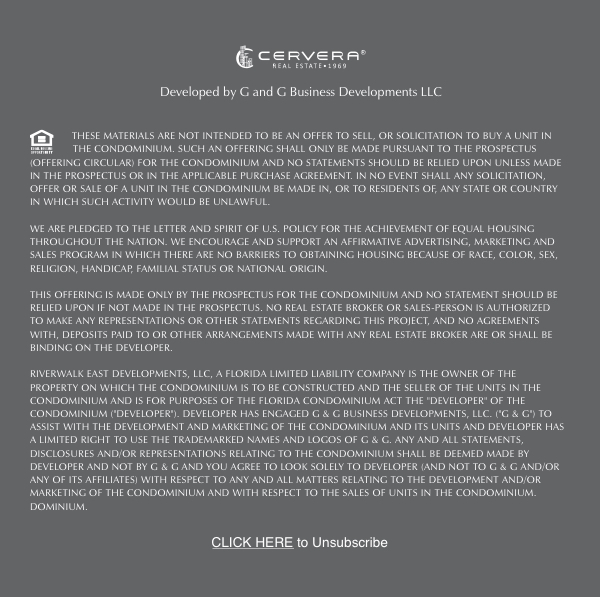 CERVERA®
REAL ESTATE•1969
Developed by G and G Business Developments LLC
THESE MATERIALS ARE NOT INTENDED TO BE AN OFFER TO SELL, OR SOLICITATION TO BUY A UNIT IN
THE CONDOMINIUM. SUCH AN OFFERING SHALL ONLY BE MADE PURSUANT TO THE PROSPECTUS
(OFFERING CIRCULAR) FOR THE CONDOMINIUM AND NO STATEMENTS SHOULD BE RELIED UPON UNLESS MADE
IN THE PROSPECTUS OR IN THE APPLICABLE PURCHASE AGREEMENT. IN NO EVENT SHALL ANY SOLICITATION,
OFFER OR SALE OF A UNIT IN THE CONDOMINIUM BE MADE IN, OR TO RESIDENTS OF, ANY STATE OR COUNTRY
IN WHICH SUCH ACTIVITY WOULD BE UNLAWFUL.
EQUAL HOUSING
OPPORTUNITY
WE ARE PLEDGED TO THE LETTER AND SPIRIT OF U.S. POLICY FOR THE ACHIEVEMENT OF EQUAL HOUSING
THROUGHOUT THE NATION. WE ENCOURAGE AND SUPPORT AN AFFIRMATIVE ADVERTISING, MARKETING AND
SALES PROGRAM IN WHICH THERE ARE NO BARRIERS TO OBTAINING HOUSING BECAUSE OF RACE, COLOR, SEX,
RELIGION, HANDICAP, FAMILIAL STATUS OR NATIONAL ORIGIN.
THIS OFFERING IS MADE ONLY BY THE PROSPECTUS FOR THE CONDOMINIUM AND NO STATEMENT SHOULD BE
RELIED UPON IF NOT MADE IN THE PROSPECTUS. NO REAL ESTATE BROKER OR SALES-PERSON IS AUTHORIZED
TO MAKE ANY REPRESENTATIONS OR OTHER STATEMENTS REGARDING THIS PROJECT, AND NO AGREEMENTS
WITH, DEPOSITS PAID TO OR OTHER ARRANGEMENTS MADE WITH ANY REAL ESTATE BROKER ARE OR SHALL BE
BINDING ON THE DEVELOPER.
RIVERWALK EAST DEVELOPMENTS, LLC, A FLORIDA LIMITED LIABILITY COMPANY IS THE OWNER OF THE
PROPERTY ON WHICH THE CONDOMINIUM IS TO BE CONSTRUCTED AND THE SELLER OF THE UNITS IN THE
CONDOMINIUM AND IS FOR PURPOSES OF THE FLORIDA CONDOMINIUM ACT THE "DEVELOPER" OF THE
CONDOMINIUM ("DEVELOPER"). DEVELOPER HAS ENGAGED G & G BUSINESS DEVELOPMENTS, LLC. ("G & G") TO
ASSIST WITH THE DEVELOPMENT AND MARKETING OF THE CONDOMINIUM AND ITS UNITS AND DEVELOPER HAS
A LIMITED RIGHT TO USE THE TRADEMARKED NAMES AND LOGOS OF G & G. ANY AND ALL STATEMENTS,
DISCLOSURES AND/OR REPRESENTATIONS RELATING TO THE CONDOMINIUM SHALL BE DEEMED MADE BY
DEVELOPER AND NOT BY G & G AND YOU AGREE TO LOOK SOLELY TO DEVELOPER (AND NOT TO G & G AND/OR
ANY OF ITS AFFILIATES) WITH RESPECT TO ANY AND ALL MATTERS RELATING TO THE DEVELOPMENT AND/OR
MARKETING OF THE CONDOMINIUM AND WITH RESPECT TO THE SALES OF UNITS IN THE CONDOMINIUM.
DOMINIUM.
CLICK HERE to Unsubscribe